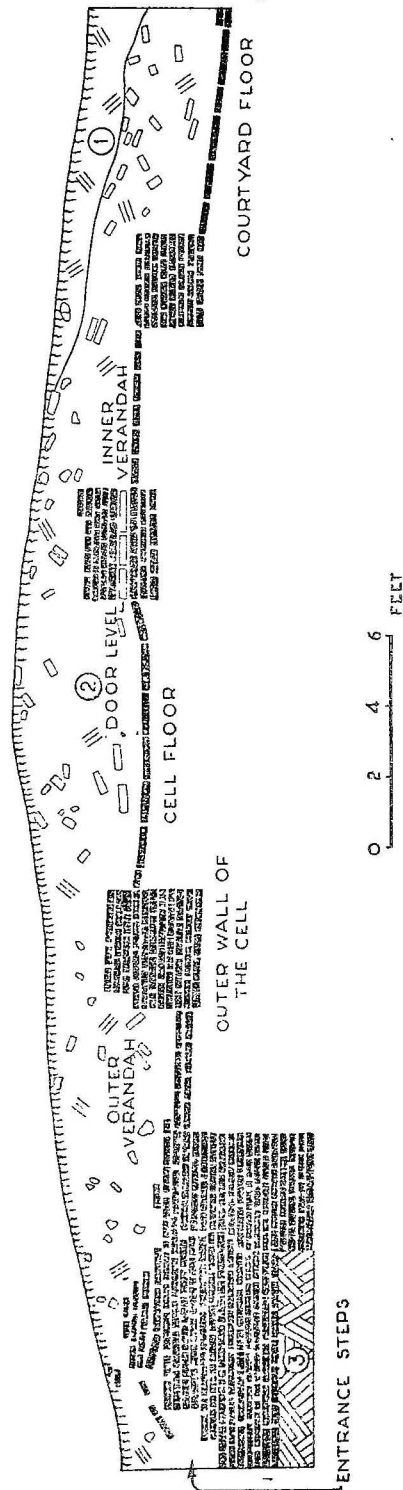 ENTRANCE STEPS
3
OUTER
VERANDAH
OUTER WALL OF
THE CELL
CELL FLOOR
2
DOOR LEVEL
INNER
VERANDAH
1
COURTYARD FLOOR
0 2 4 6
FEET